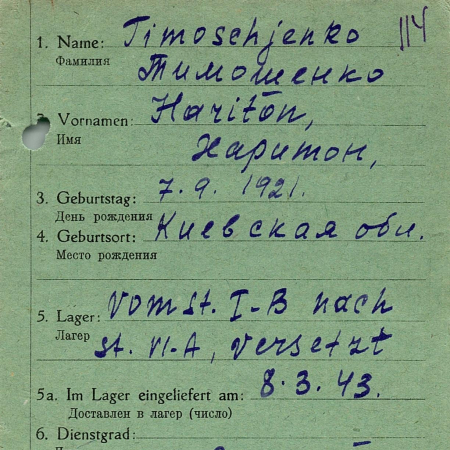 114
1. Name: Timoschjenko
Фамилия
Тимошенко
2. Vornamen: Hariton,
Имя
Харитон,
3. Geburtstag: 7. 9. 1921.
День рождения
4. Geburtsort: Киевская обл.
Место рождения
5. Lager: Vom St. I-B nach
Лагер St. VI-A, versetzt
5a. Im Lager eingeliefert am: 8. 3. 43.
Доставлен в лагер (число)
6. Dienstgrad: